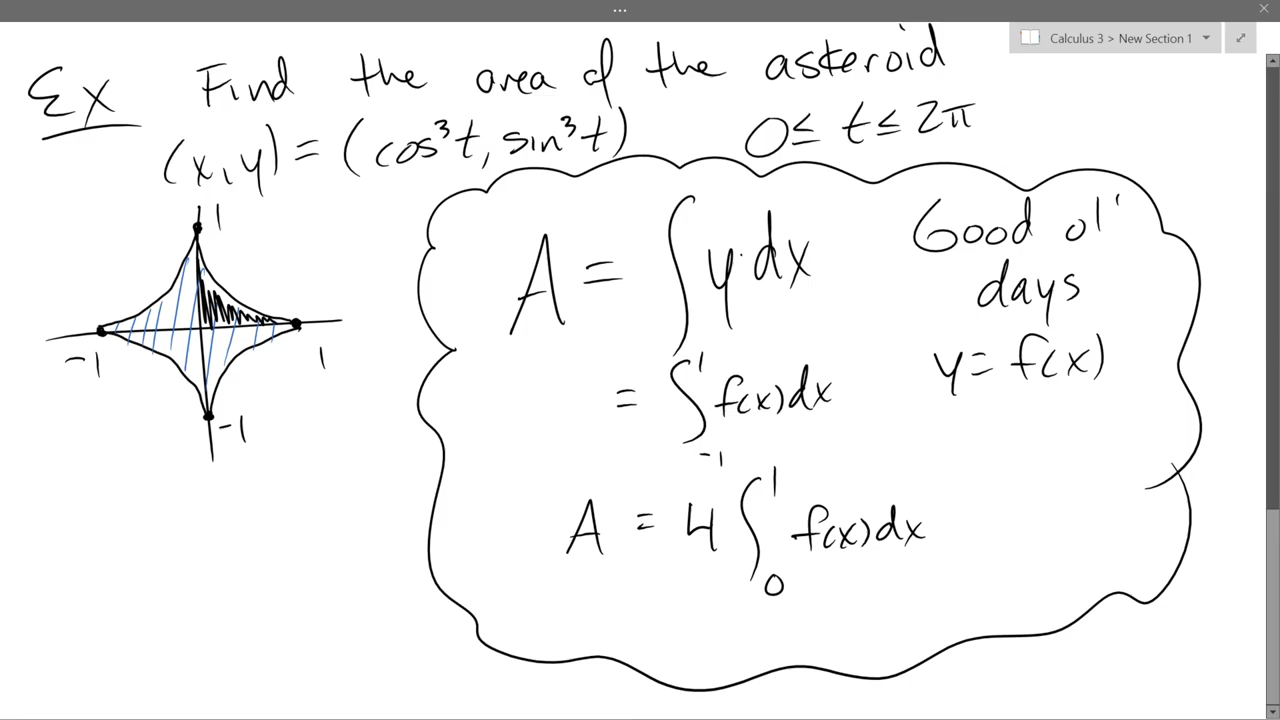 ...
Calculus 3 > New Section 1
Ex Find the area of the asteroid
(x,y) = (cos³t, sin³t) 0 ≤ t ≤ 2π
1
-1
1
-1
A = ∫ y·dx
= ∫₋₁¹ f(x)dx
A = 4 ∫₀¹ f(x)dx
Good ol'
days
y = f(x)